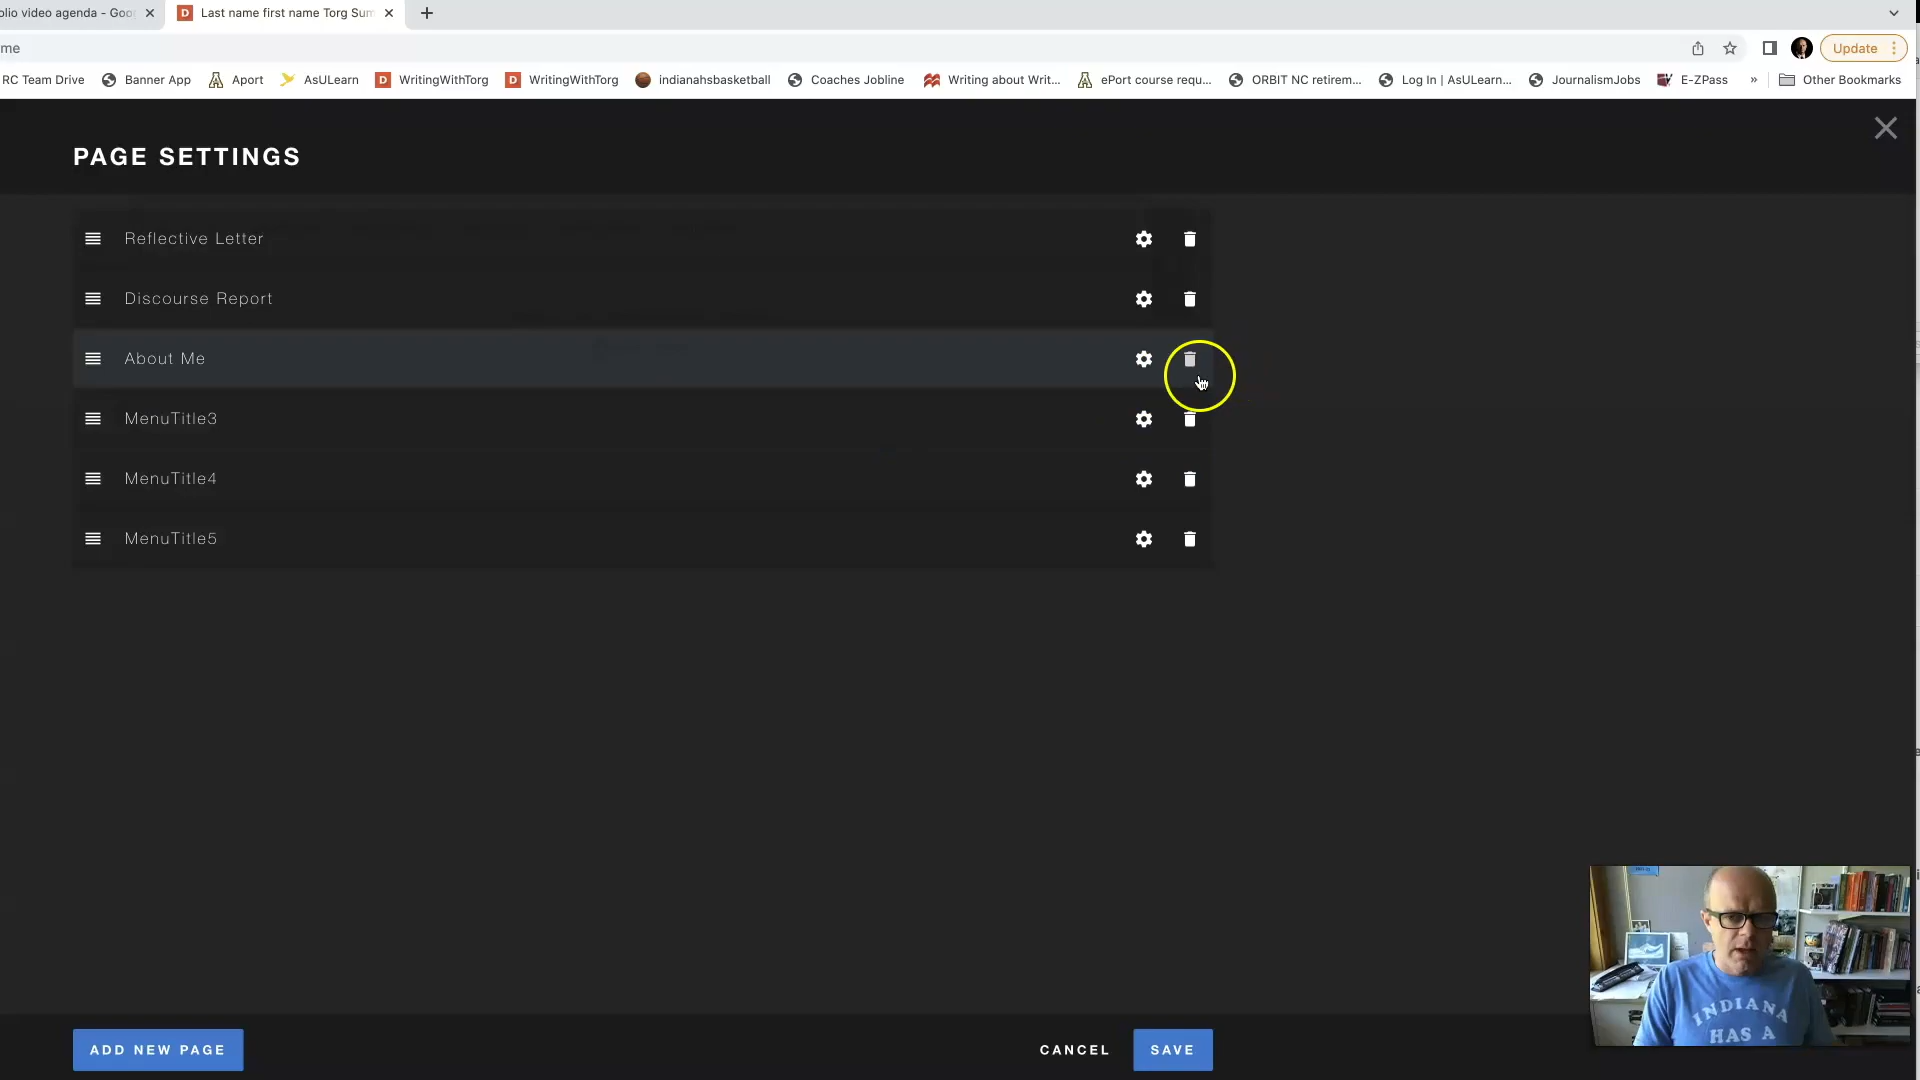 olio video agenda - Goo
Last name first name Torg Sum
me
Update
RC Team Drive
Banner App
Aport
AsULearn
WritingWithTorg
WritingWithTorg
indianahsbasketball
Coaches Jobline
Writing about Writ...
ePort course requ...
ORBIT NC retirem...
Log In | AsULearn...
JournalismJobs
E-ZPass
»
Other Bookmarks
PAGE SETTINGS
Reflective Letter
Discourse Report
About Me
MenuTitle3
MenuTitle4
MenuTitle5
INDIANA
HAS A
ADD NEW PAGE
CANCEL
SAVE